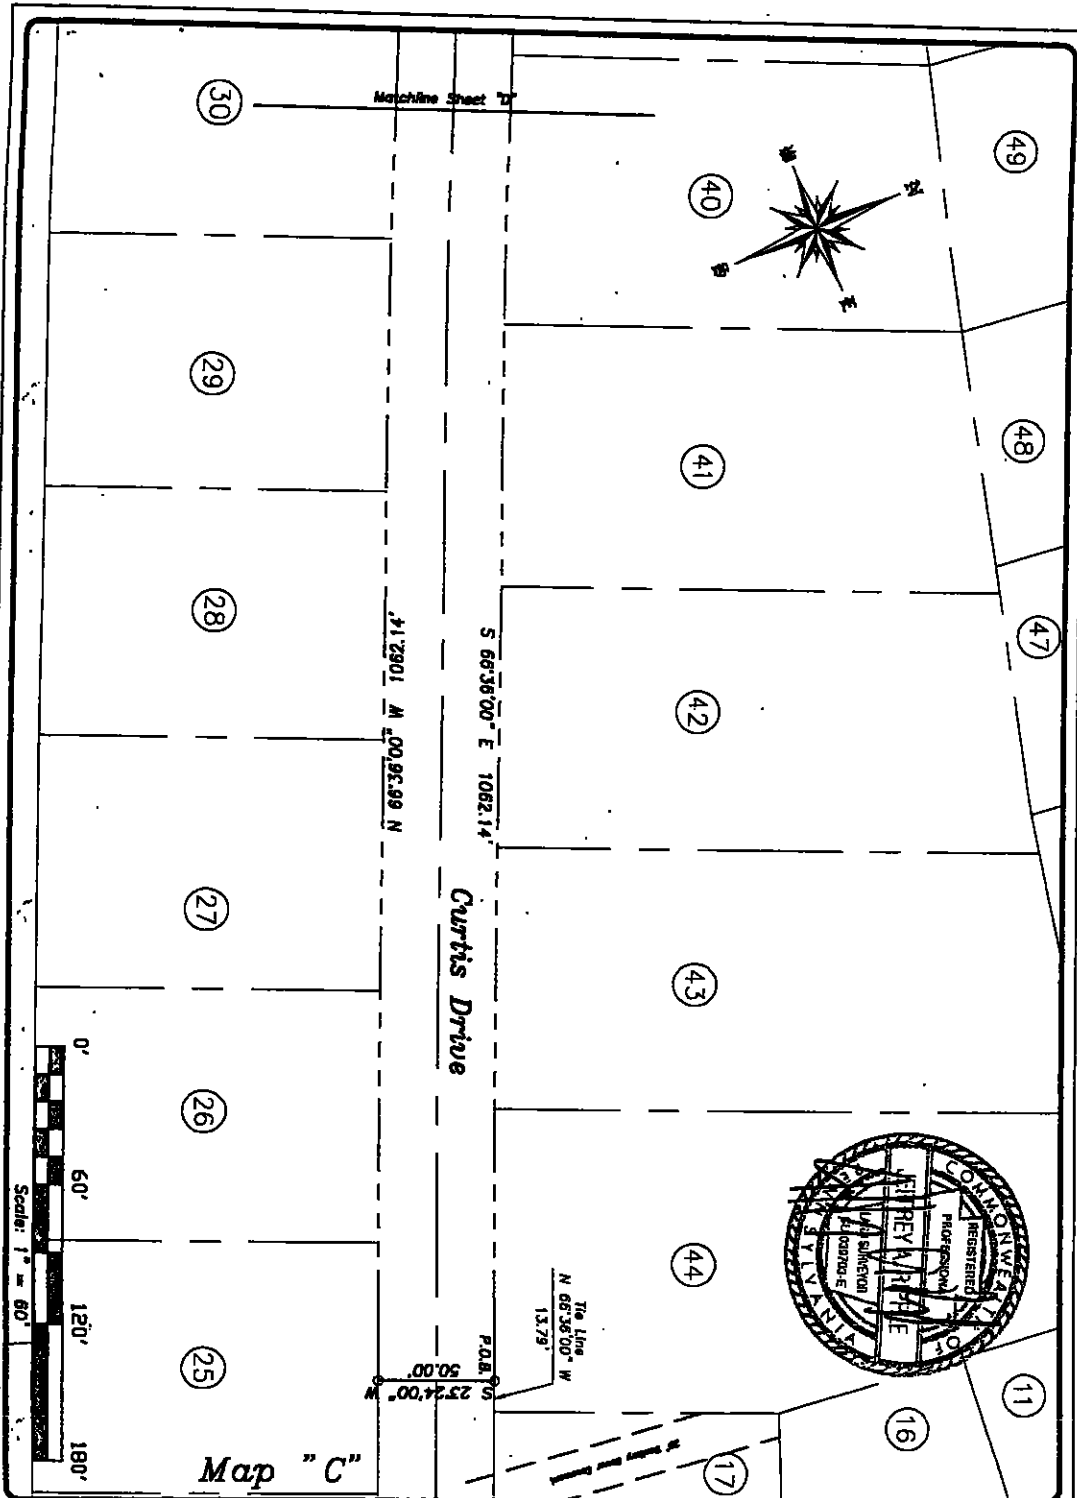 Map "C"
Curtis Drive
Matchline Sheet "D"
S 66°36'00" E 1062.14'
N 66°36'00" W 1062.14'
Tie Line
N 66°36'00" W
13.79'
P.O.B.
S 23°24'00" W
50.00'
49
48
47
40
41
42
43
44
11
16
17
30
29
28
27
26
25
N
S
COMMONWEALTH OF
PENNSYLVANIA
REGISTERED
PROFESSIONAL
LAND SURVEYOR
0' 60' 120' 180'
Scale: 1" = 60'